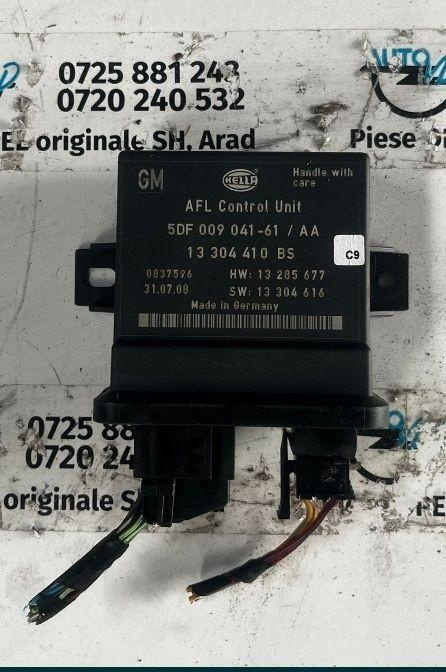 0725 881 243
0720 240 532
AUTO
EL originale SH, Arad
Piese
GM
HELLA
Handle with
care
AFL Control Unit
5DF 009 041-61 / AA
13 304 410 BS
C9
0837596
HW: 13 285 677
31.07.08
SW: 13 304 616
Made in Germany
0725 88
0720 24
originale S